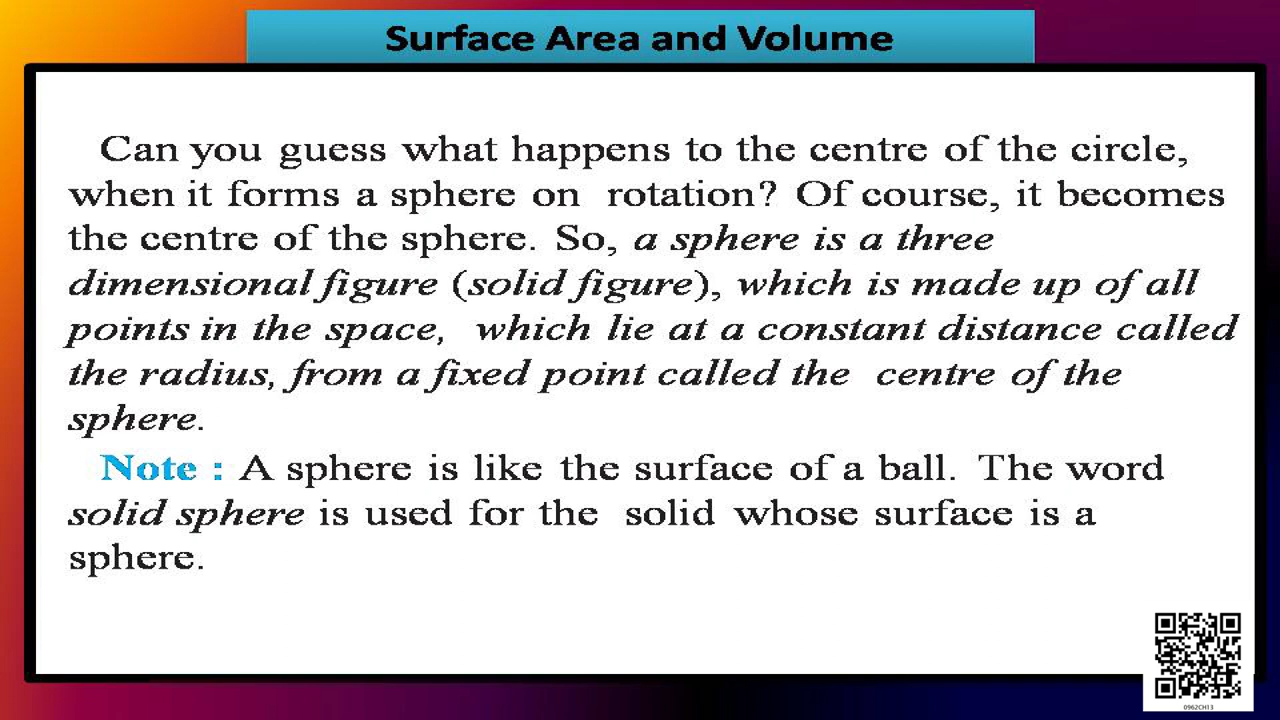 Surface Area and Volume
Can you guess what happens to the centre of the circle,
when it forms a sphere on rotation? Of course, it becomes
the centre of the sphere. So, a sphere is a three
dimensional figure (solid figure), which is made up of all
points in the space, which lie at a constant distance called
the radius, from a fixed point called the centre of the
sphere.
Note : A sphere is like the surface of a ball. The word
solid sphere is used for the solid whose surface is a
sphere.
0962CH13